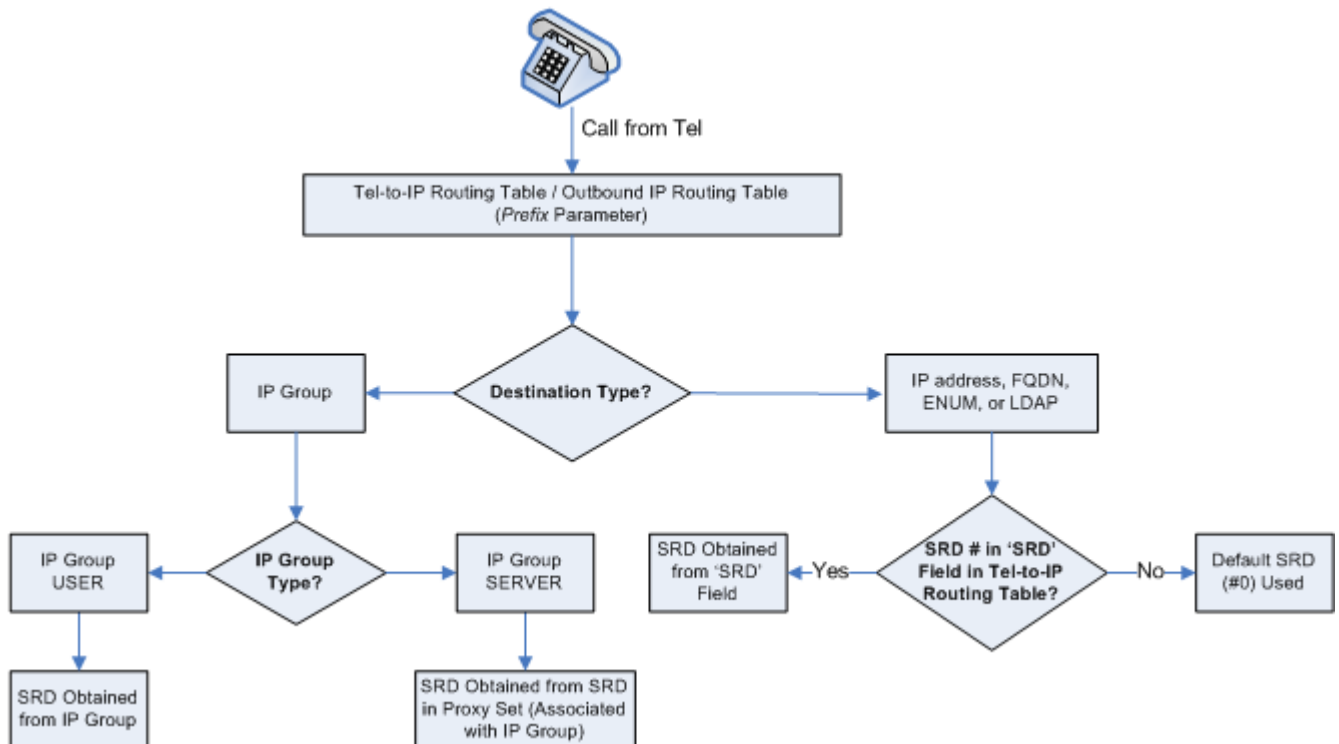 Call from Tel
Tel-to-IP Routing Table / Outbound IP Routing Table
(Prefix Parameter)
Destination Type?
IP Group
IP address, FQDN,
ENUM, or LDAP
IP Group
USER
IP Group
Type?
IP Group
SERVER
SRD Obtained
from ‘SRD’
Field
Yes
SRD # in ‘SRD’
Field in Tel-to-IP
Routing Table?
No
Default SRD
(#0) Used
SRD Obtained
from IP Group
SRD Obtained from SRD
in Proxy Set (Associated
with IP Group)